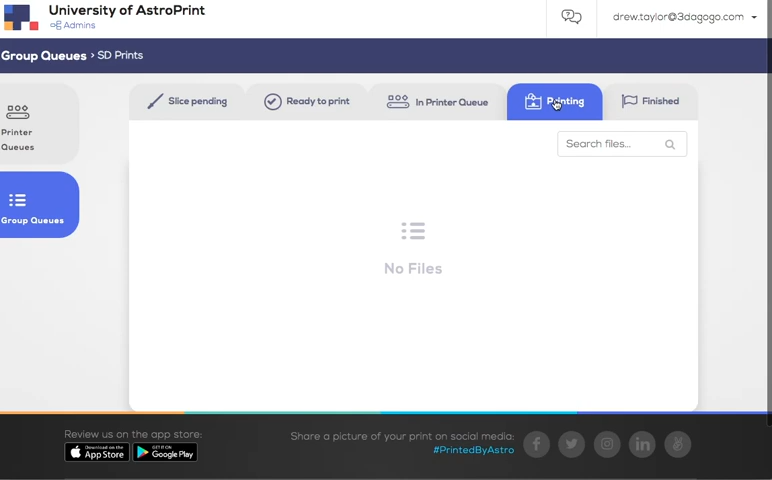 University of AstroPrint
Admins
drew.taylor@3dagogo.com
Group Queues > SD Prints
Printer
Queues
Group Queues
Slice pending
Ready to print
In Printer Queue
Printing
Finished
Search files...
No Files
Review us on the app store:
Download on the
App Store
GET IT ON
Google Play
Share a picture of your print on social media:
#PrintedByAstro